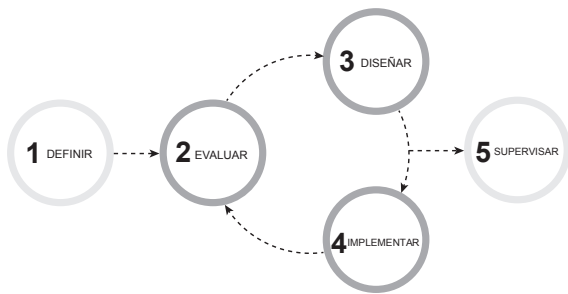 1 DEFINIR
2 EVALUAR
3 DISEÑAR
4 IMPLEMENTAR
5 SUPERVISAR